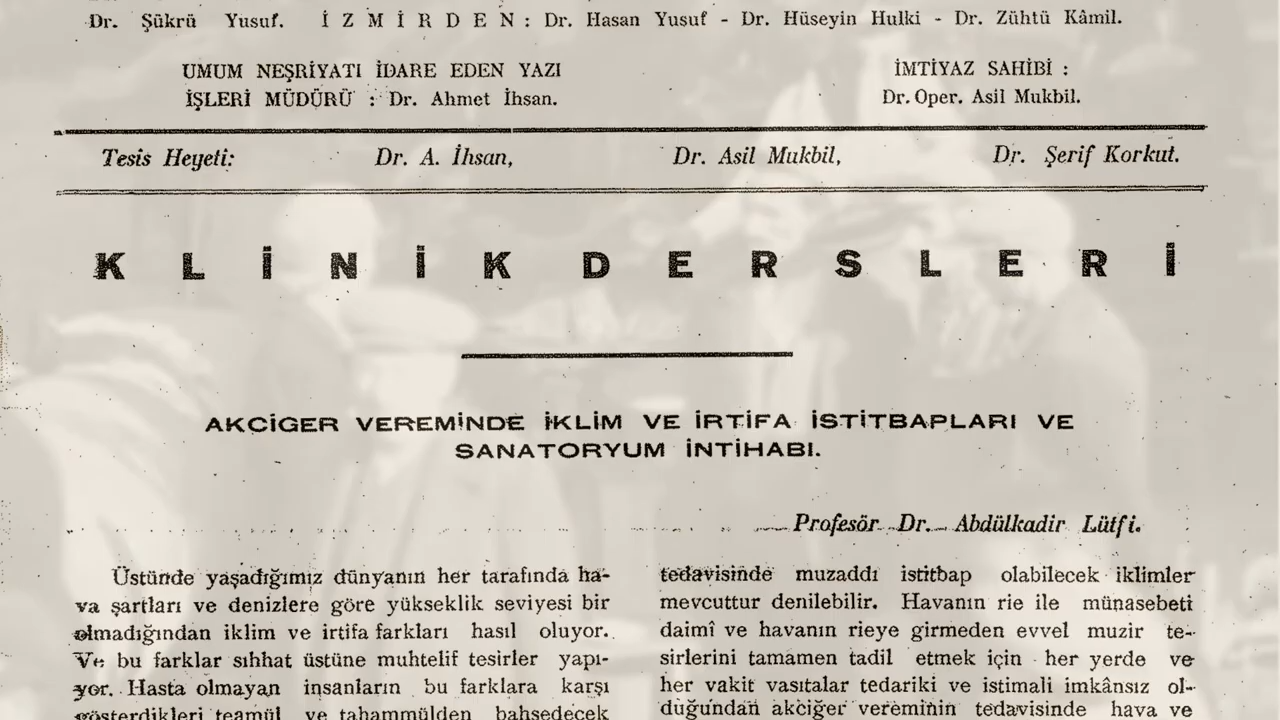 Dr. Şükrü Yusuf. İZMİRDEN: Dr. Hasan Yusuf - Dr. Hüseyin Hulki - Dr. Zühtü Kâmil.
UMUM NEŞRİYATI İDARE EDEN YAZI
İŞLERİ MÜDÜRÜ : Dr. Ahmet İhsan.
İMTİYAZ SAHİBİ :
Dr. Oper. Asil Mukbil.
Tesis Heyeti: Dr. A. İhsan, Dr. Asil Mukbil, Dr. Şerif Korkut.
KLİNİK DERSLERİ
AKCİGER VEREMİNDE İKLİM VE İRTİFA İSTİTBAPLARI VE
SANATORYUM İNTİHABI.
Profesör Dr. Abdülkadir Lütfi.
Üstünde yaşadığımız dünyanın her tarafında ha-
va şartları ve denizlere göre yükseklik seviyesi bir
olmadığından iklim ve irtifa farkları hasıl oluyor.
Ve bu farklar sıhhat üstüne muhtelif tesirler yapı-
yor. Hasta olmayan insanların bu farklara karşı
gösterdikleri teamül ve tahammülden bahsedecek
tedavisinde muzaddı istitbap olabilecek iklimler
mevcuttur denilebilir. Havanın rie ile münasebeti
daimî ve havanın rieye girmeden evvel muzir te-
sirlerini tamamen tadil etmek için her yerde ve
her vakit vasıtalar tedariki ve istimali imkânsız ol-
duğundan akciğer vereminin tedavisinde hava ve